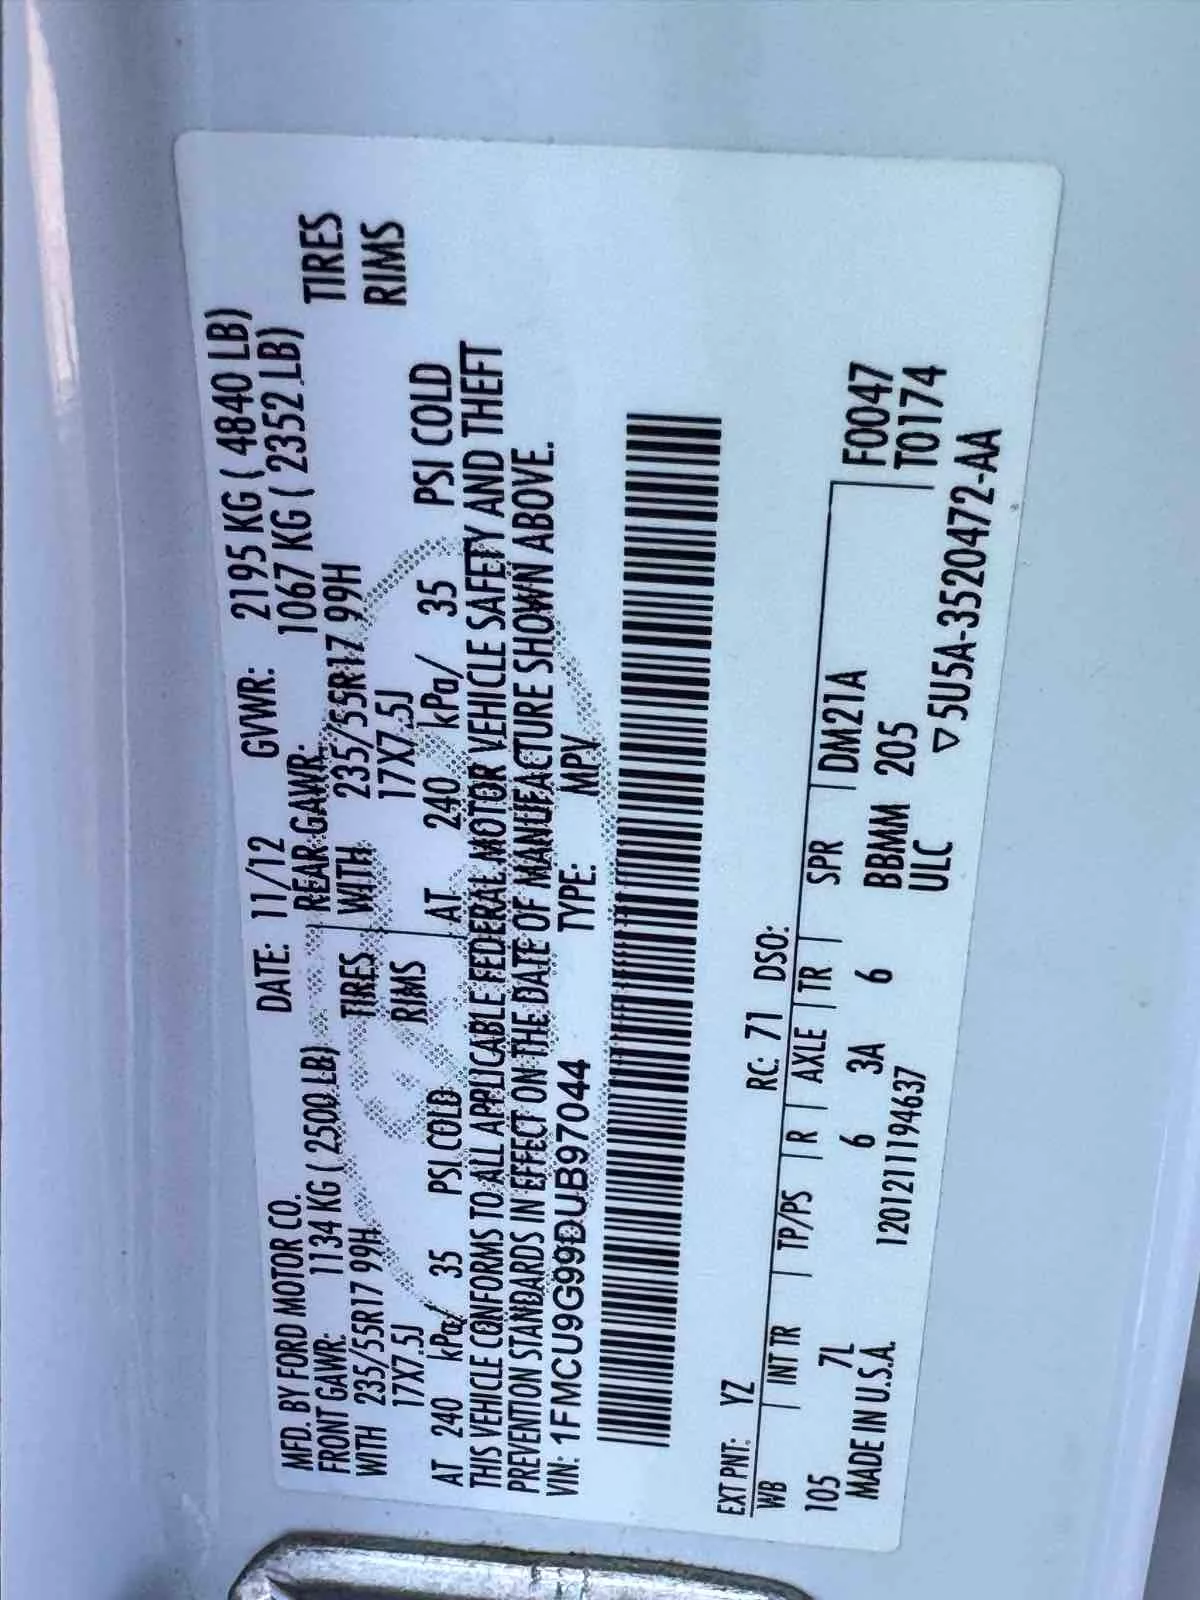 MFD. BY FORD MOTOR CO. DATE: 11/12 GVWR: 2195 KG ( 4840 LB)
FRONT GAWR: 1134 KG ( 2500 LB) REAR GAWR: 1067 KG ( 2352 LB)
WITH 235/55R17 99H TIRES WITH 235/55R17 99H TIRES
17X7.5J RIMS 17X7.5J RIMS
AT 240 kPa/ 35 PSI COLD AT 240 kPa/ 35 PSI COLD
THIS VEHICLE CONFORMS TO ALL APPLICABLE FEDERAL MOTOR VEHICLE SAFETY AND THEFT
PREVENTION STANDARDS IN EFFECT ON THE DATE OF MANUFACTURE SHOWN ABOVE.
VIN: 1FMCU9G99DUB97044 TYPE: MPV
EXT PNT: YZ RC: 71 DSO:
WB INT TR TP/PS R AXLE TR SPR DM21A F0047
105 7L 6 3A 6 BBMM 205 T0174
MADE IN U.S.A. 1201211194637 ULC ▽5U5A-3520472-AA